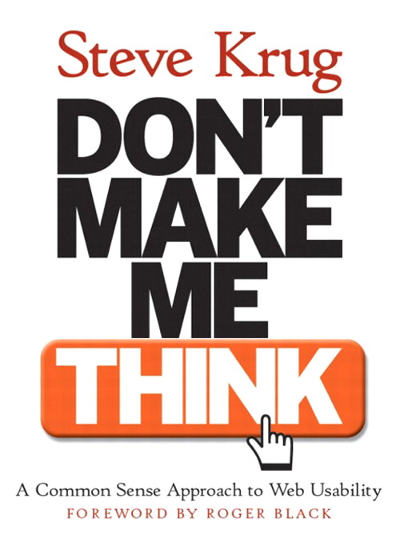 Steve Krug
DON'T
MAKE
ME
THINK
A Common Sense Approach to Web Usability
FOREWORD BY ROGER BLACK